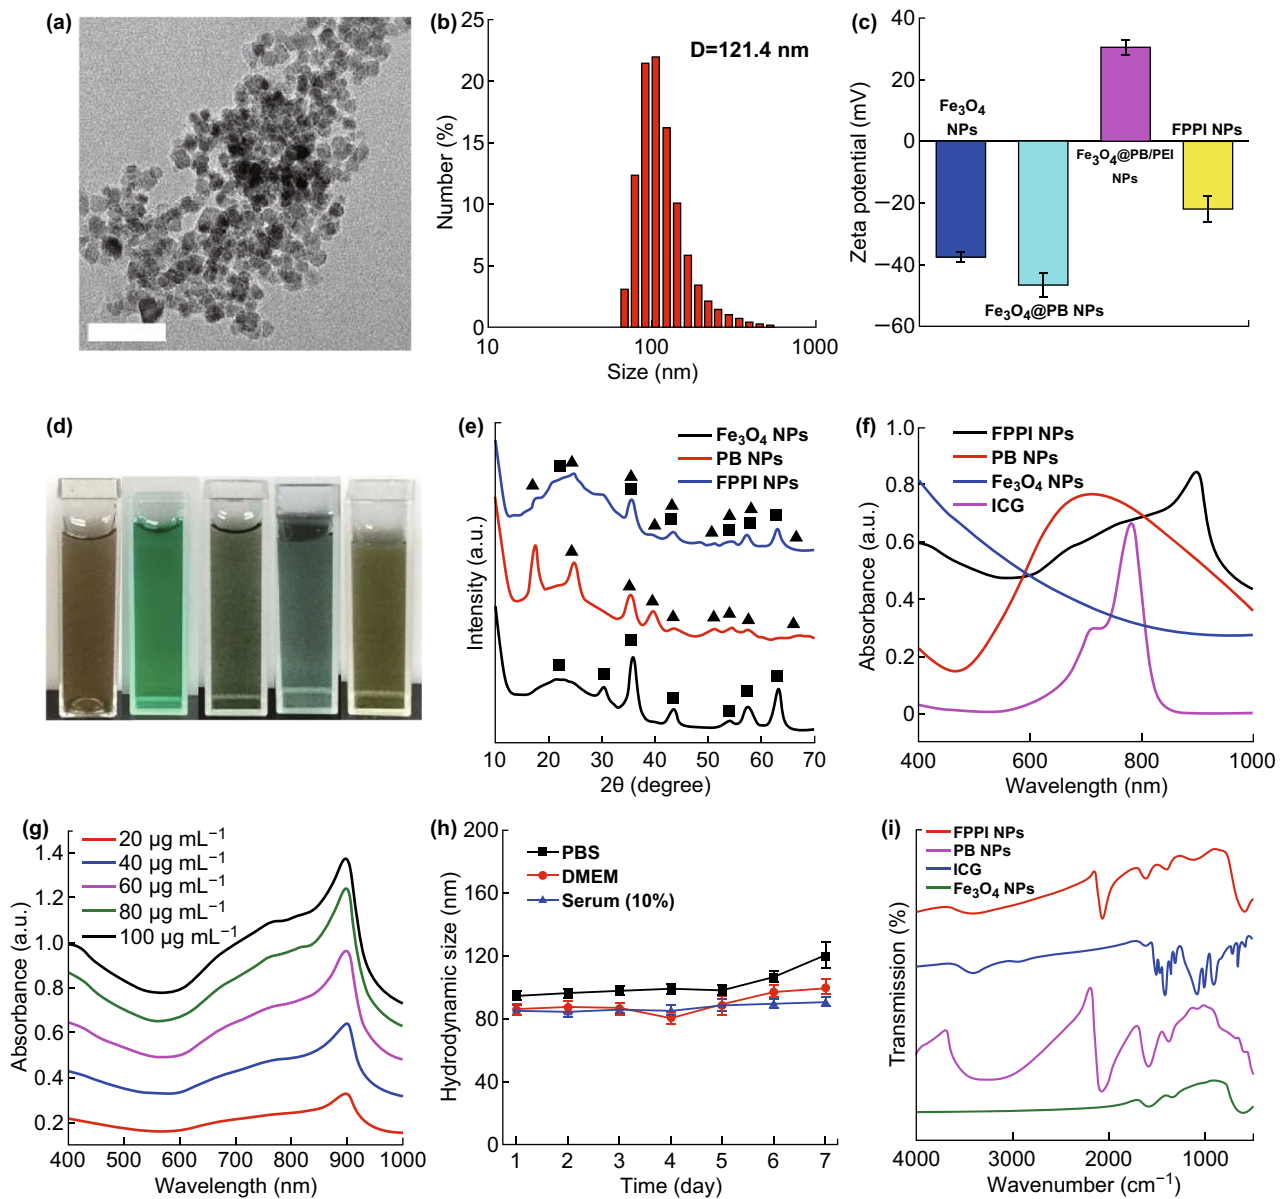 (a)
(b)
25
20
15
10
5
0
Number (%)
D=121.4 nm
10
100
1000
Size (nm)
(c)
20
0
−20
−40
−60
Zeta potential (mV)
Fe₃O₄
NPs
Fe₃O₄@PB NPs
Fe₃O₄@PB/PEI
NPs
FPPI NPs
(d)
(e)
Fe₃O₄ NPs
PB NPs
FPPI NPs
Intensity (a.u.)
10
20
30
40
50
60
70
2θ (degree)
(f)
1.0
0.8
0.6
0.4
0.2
0
FPPI NPs
PB NPs
Fe₃O₄ NPs
ICG
Absorbance (a.u.)
400
600
800
1000
Wavelength (nm)
(g)
20 µg mL⁻¹
40 µg mL⁻¹
60 µg mL⁻¹
80 µg mL⁻¹
100 µg mL⁻¹
1.4
1.2
1.0
0.8
0.6
0.4
0.2
Absorbance (a.u.)
400
500
600
700
800
900
1000
Wavelength (nm)
(h)
200
160
120
80
40
0
PBS
DMEM
Serum (10%)
Hydrodynamic size (nm)
1
2
3
4
5
6
7
Time (day)
(i)
FPPI NPs
PB NPs
ICG
Fe₃O₄ NPs
Transmission (%)
4000
3000
2000
1000
Wavenumber (cm⁻¹)